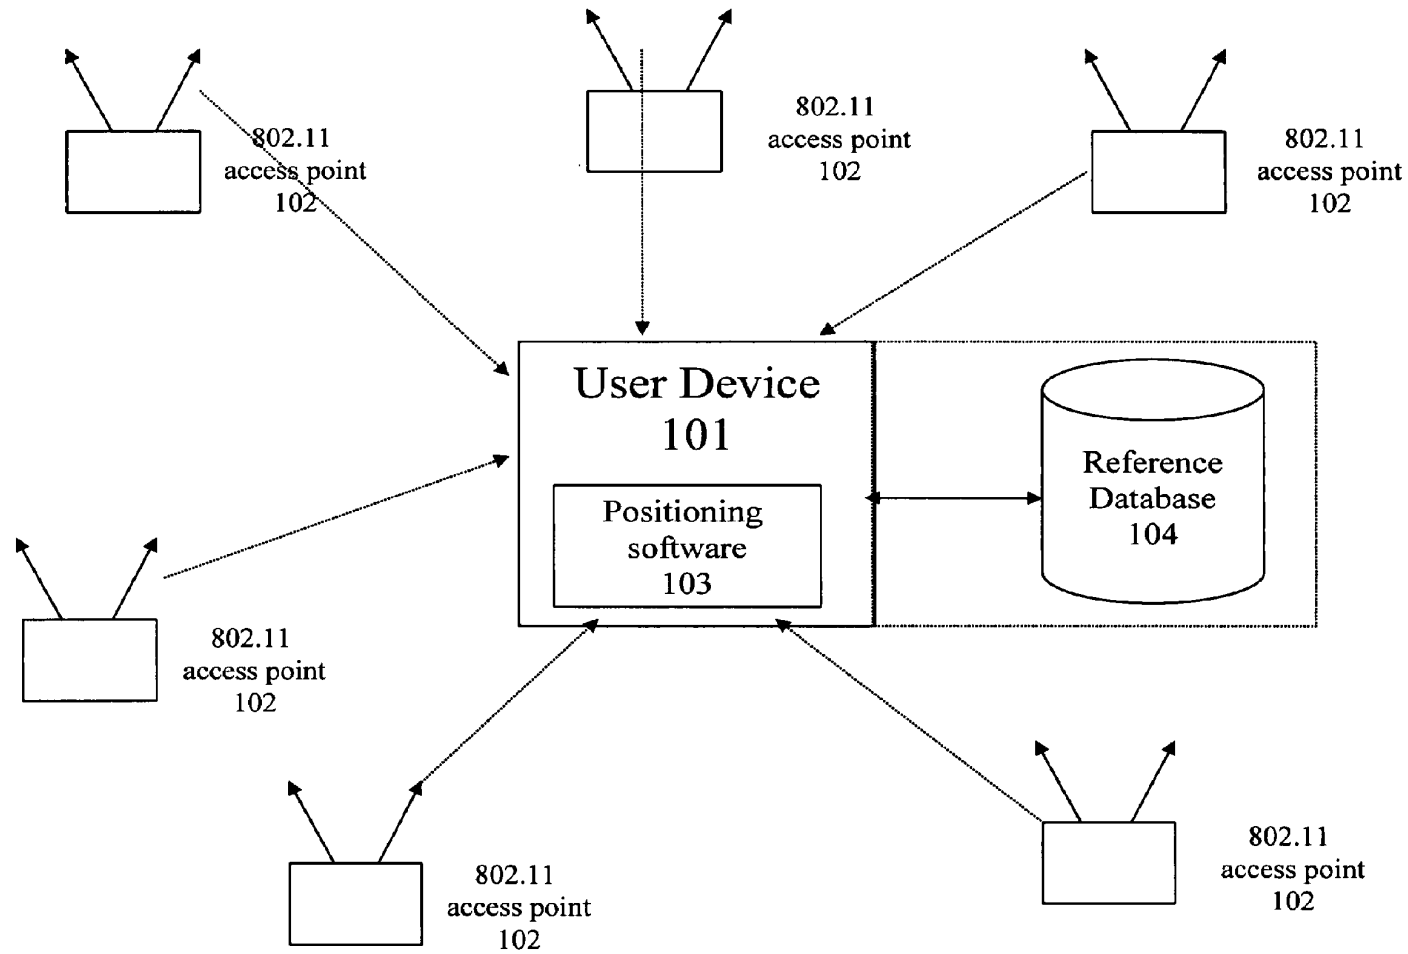 802.11
access point
102
802.11
access point
102
802.11
access point
102
User Device
101
Positioning
software
103
Reference
Database
104
802.11
access point
102
802.11
access point
102
802.11
access point
102